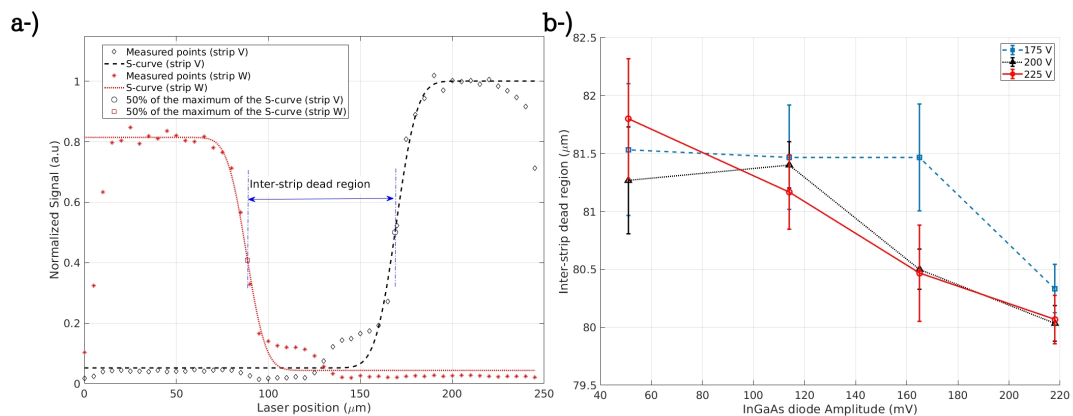 a-)
Measured points (strip V)
S-curve (strip V)
Measured points (strip W)
S-curve (strip W)
50% of the maximum of the S-curve (strip V)
50% of the maximum of the S-curve (strip W)
Inter-strip dead region
Normalized Signal (a.u)
1
0.8
0.6
0.4
0.2
0
0
50
100
150
200
250
Laser position (μm)
b-)
175 V
200 V
225 V
Inter-strip dead region (μm)
82.5
82
81.5
81
80.5
80
79.5
40
60
80
100
120
140
160
180
200
220
InGaAs diode Amplitude (mV)